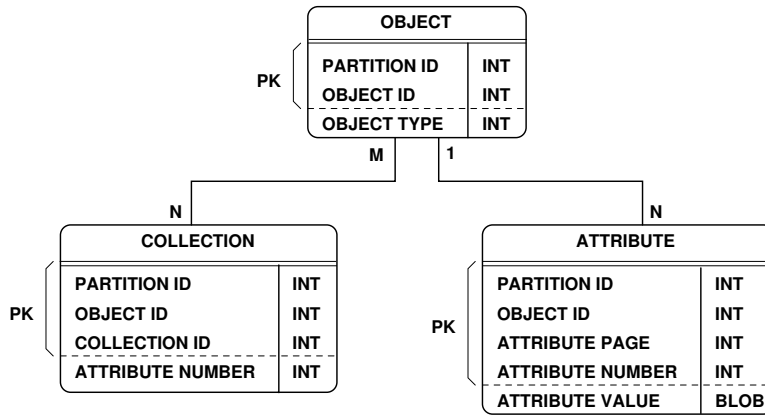 OBJECT
PK
PARTITION ID INT
OBJECT ID INT
OBJECT TYPE INT
M 1
N N
COLLECTION
PK
PARTITION ID INT
OBJECT ID INT
COLLECTION ID INT
ATTRIBUTE NUMBER INT
ATTRIBUTE
PK
PARTITION ID INT
OBJECT ID INT
ATTRIBUTE PAGE INT
ATTRIBUTE NUMBER INT
ATTRIBUTE VALUE BLOB